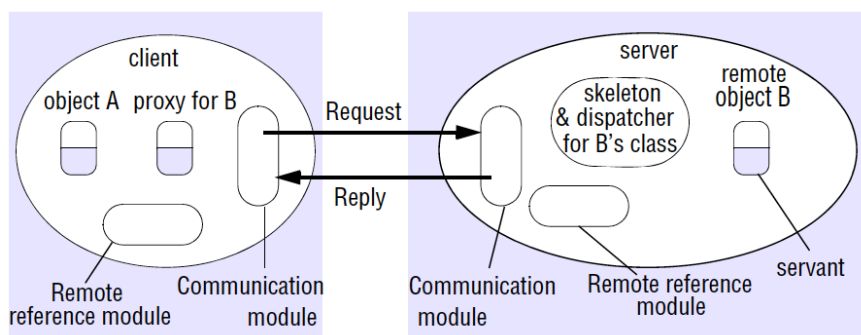 client
object A
proxy for B
Request
Reply
Remote
reference module
Communication
module
server
skeleton
& dispatcher
for B's class
remote
object B
Communication
module
Remote reference
module
servant